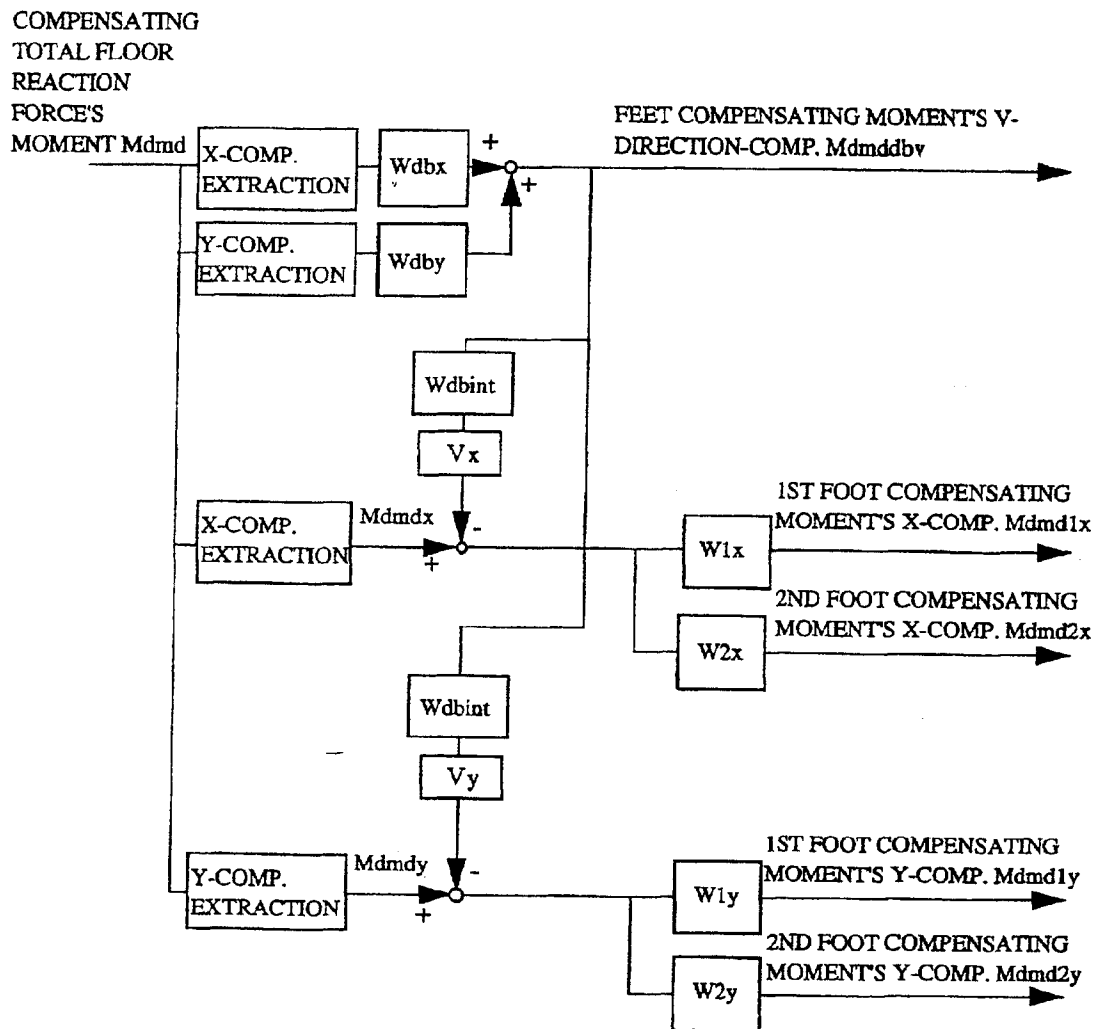 COMPENSATING
TOTAL FLOOR
REACTION
FORCE'S
MOMENT Mdmd
X-COMP.
EXTRACTION
Wdbx
+
+
FEET COMPENSATING MOMENT'S V-
DIRECTION-COMP. Mdmddbv
Y-COMP.
EXTRACTION
Wdby
Wdbint
Vx
X-COMP.
EXTRACTION
Mdmdx
-
+
W1x
1ST FOOT COMPENSATING
MOMENT'S X-COMP. Mdmd1x
W2x
2ND FOOT COMPENSATING
MOMENT'S X-COMP. Mdmd2x
Wdbint
Vy
Y-COMP.
EXTRACTION
Mdmdy
-
+
W1y
1ST FOOT COMPENSATING
MOMENT'S Y-COMP. Mdmd1y
W2y
2ND FOOT COMPENSATING
MOMENT'S Y-COMP. Mdmd2y